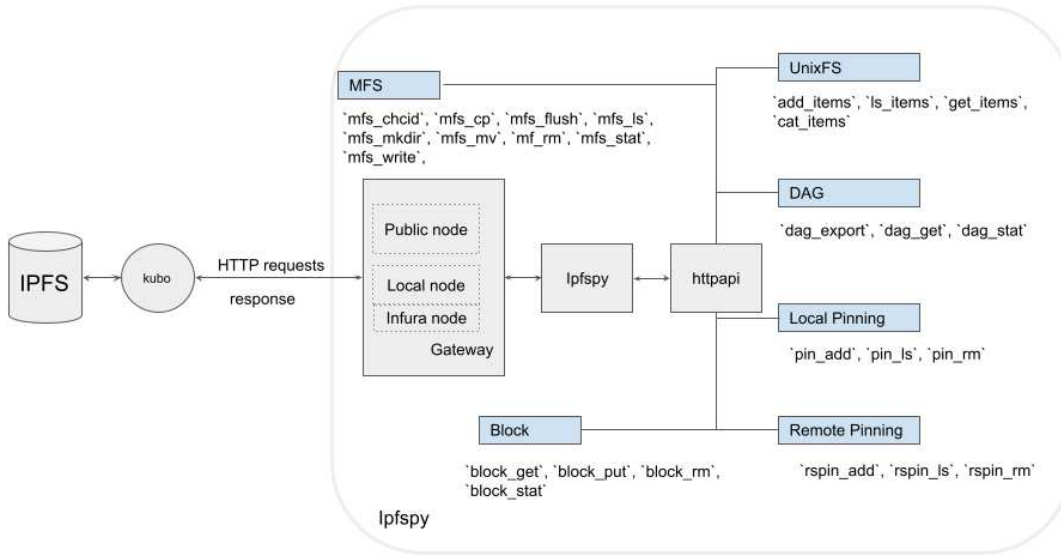 MFS
`mfs_chcid`, `mfs_cp`, `mfs_flush`, `mfs_ls`,
`mfs_mkdir`, `mfs_mv`, `mf_rm`, `mfs_stat`,
`mfs_write`,
UnixFS
`add_items`, `ls_items`, `get_items`,
`cat_items`
DAG
`dag_export`, `dag_get`, `dag_stat`
IPFS
kubo
HTTP requests
response
Public node
Local node
Infura node
Gateway
Ipfspy
httpapi
Local Pinning
`pin_add`, `pin_ls`, `pin_rm`
Block
`block_get`, `block_put`, `block_rm`,
`block_stat`
Remote Pinning
`rspin_add`, `rspin_ls`, `rspin_rm`
Ipfspy